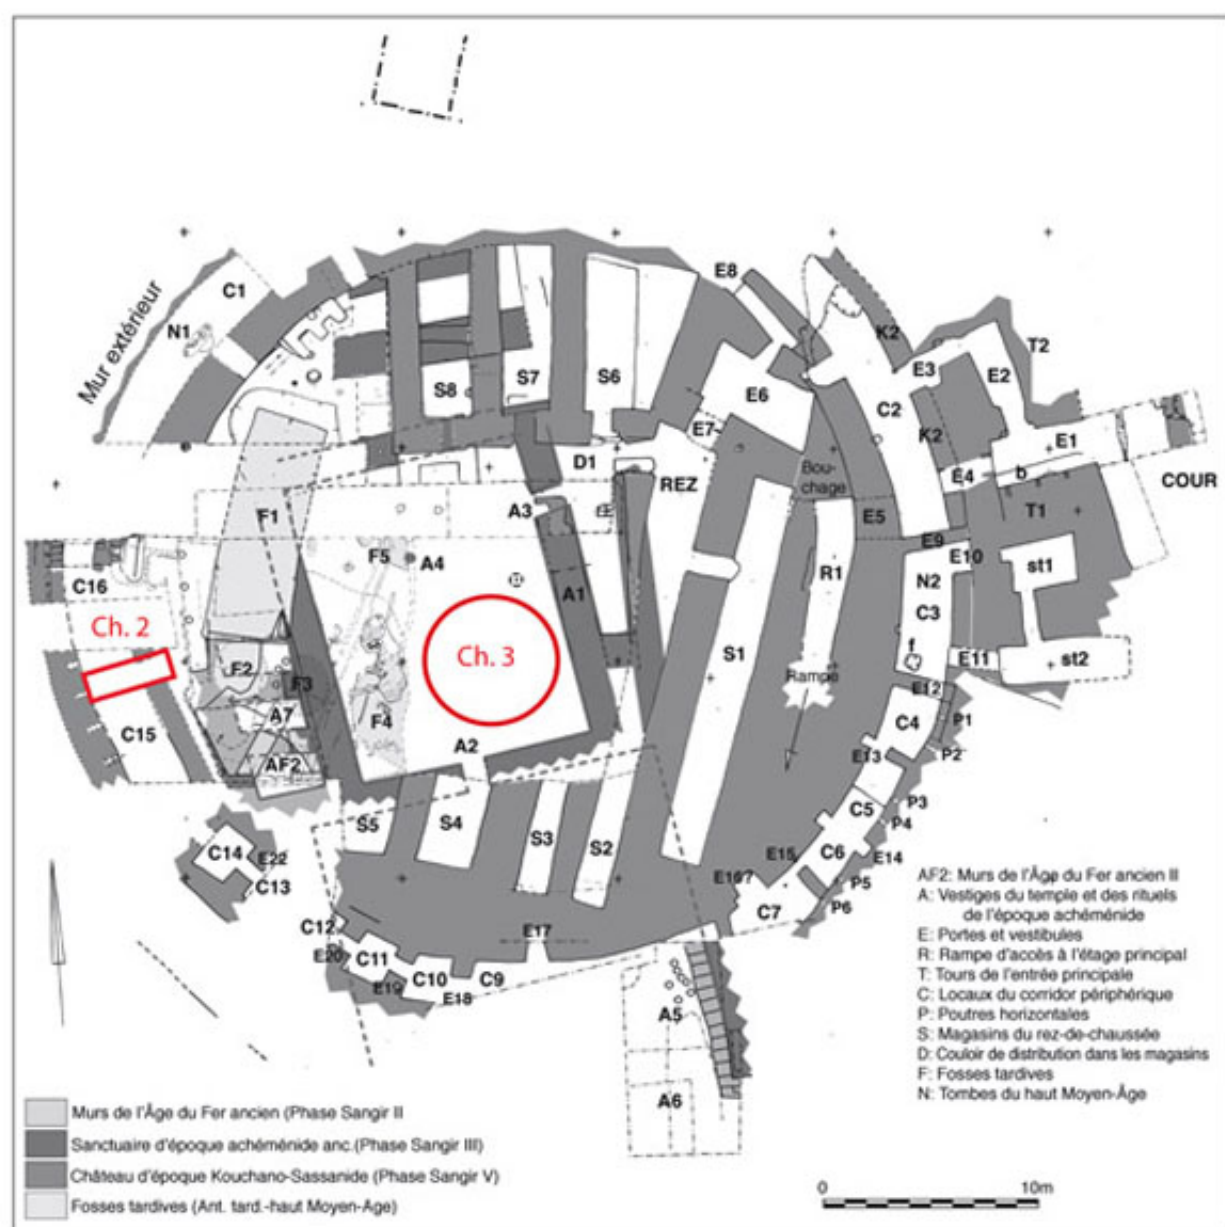 E8
C1
N1
Mur extérieur
K2
T2
E3
E2
S8
S7
S6
E6
C2
E7
K2
E1
D1
REZ
Bou-
chage
E4
b
COUR
A3
E5
T1
F1
F5
A4
E9
E10
C16
R1
N2
st1
A1
Ch. 2
C3
Ch. 3
S1
f
F2
E11
st2
F3
Rampe
E12
A7
F4
C4
P1
C15
A2
AF2
E13
P2
S5
S4
C5
P3
P4
S3
S2
C6
C14
E22
E15
E14
C13
E16?
P5
C7
P6
C12
E17
E20
C11
C10
C9
E19
E18
A5
A6
AF2: Murs de l'Âge du Fer ancien II
A: Vestiges du temple et des rituels
de l'époque achéménide
E: Portes et vestibules
R: Rampe d'accès à l'étage principal
T: Tours de l'entrée principale
C: Locaux du corridor périphérique
P: Poutres horizontales
S: Magasins du rez-de-chaussée
D: Couloir de distribution dans les magasins
F: Fosses tardives
N: Tombes du haut Moyen-Âge
Murs de l'Âge du Fer ancien (Phase Sangir II
Sanctuaire d'époque achéménide anc.(Phase Sangir III)
Château d'époque Kouchano-Sassanide (Phase Sangir V)
Fosses tardives (Ant. tard.-haut Moyen-Age)
0
10m